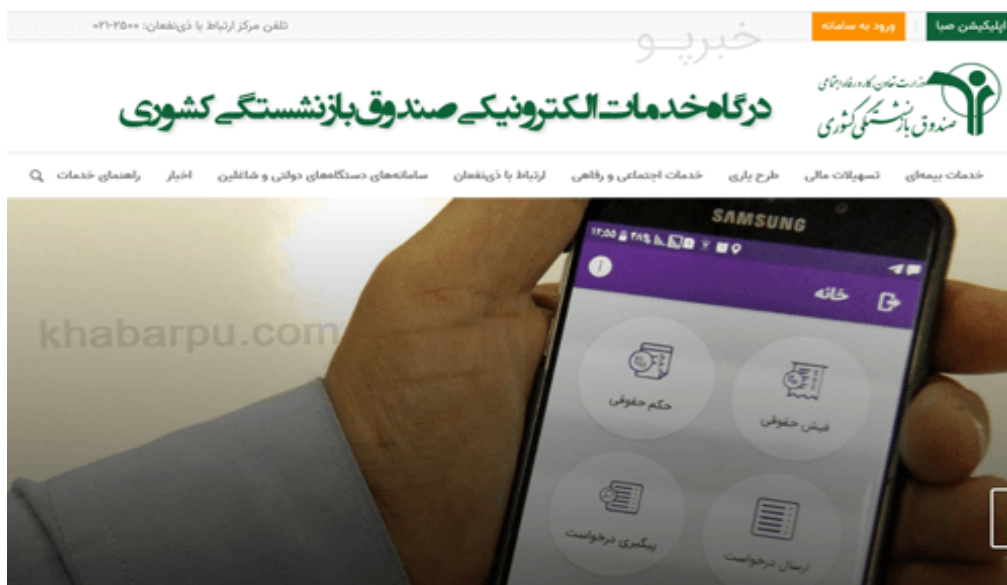 اپلیکیشن صبا
ورود به سامانه
تلفن مرکز ارتباط با ذی‌نفعان: ۰۲۱-۲۵۰۰
خبرپو
وزارت تعاون، کار و رفاه اجتماعی
صندوق بازنشستگی کشوری
درگاه خدمات الکترونیکی صندوق بازنشستگی کشوری
خدمات بیمه‌ای تسهیلات مالی طرح یاری خدمات اجتماعی و رفاهی ارتباط با ذی‌نفعان سامانه‌های دستگاه‌های دولتی و شاغلین اخبار راهنمای خدمات
SAMSUNG
۱۲:۵۵
خانه
khabarpu.com
حکم حقوقی
فیش حقوقی
پیگیری درخواست
ارسال درخواست